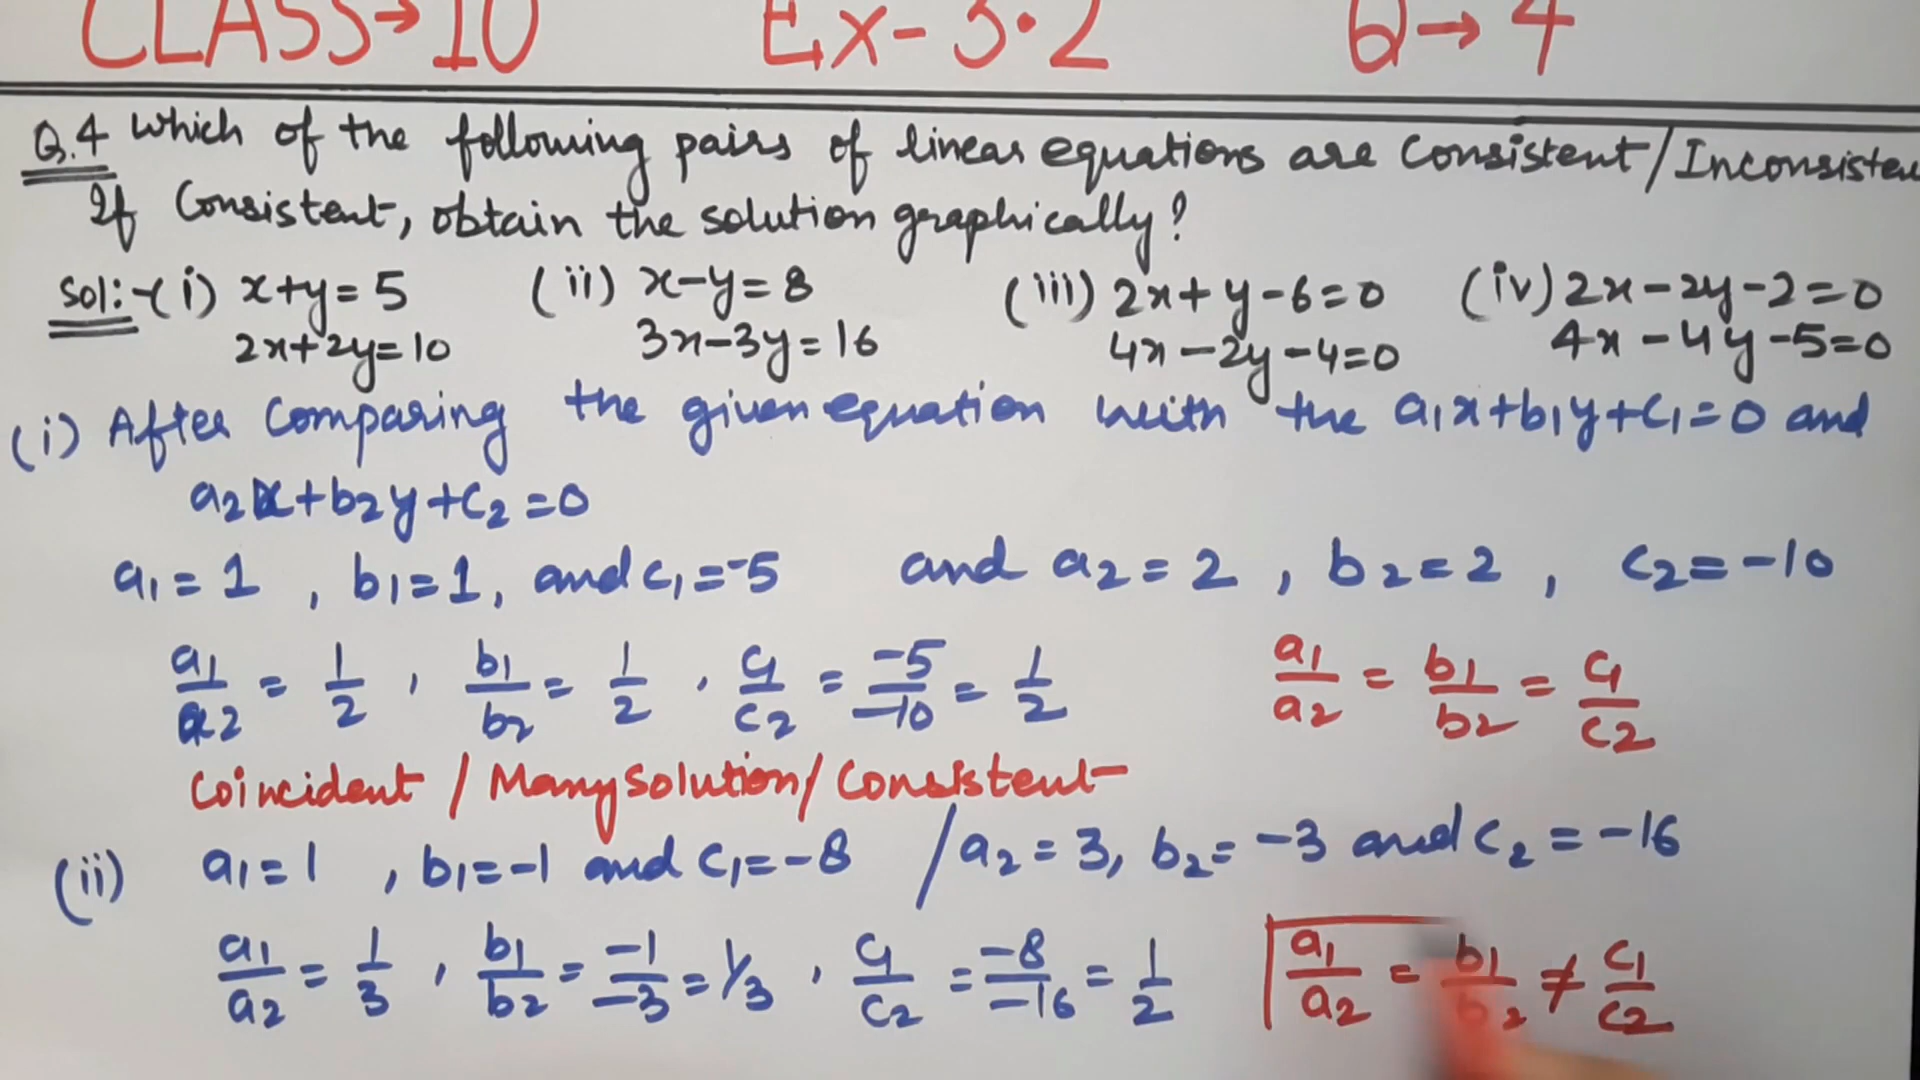 CLASS→10 Ex-3.2 Q→4
Q.4 Which of the following pairs of linear equations are Consistent/Inconsisten
If Consistent, obtain the solution graphically?
Sol:-(i) x+y=5 (ii) x-y=8 (iii) 2x+y-6=0 (iv) 2x-2y-2=0
2x+2y=10 3x-3y=16 4x-2y-4=0 4x-4y-5=0
(i) After Comparing the given equation with the a1x+b1y+c1=0 and
a2x+b2y+c2=0
a1=1, b1=1, and c1=-5 and a2=2, b2=2, c2=-10
a1/a2 = 1/2, b1/b2 = 1/2, c1/c2 = -5/-10 = 1/2 a1/a2 = b1/b2 = c1/c2
Coincident/Many Solution/Consistent
(ii) a1=1, b1=-1 and c1=-8 / a2=3, b2=-3 and c2=-16
a1/a2 = 1/3, b1/b2 = -1/-3 = 1/3, c1/c2 = -8/-16 = 1/2 a1/a2 = b1/b2 ≠ c1/c2